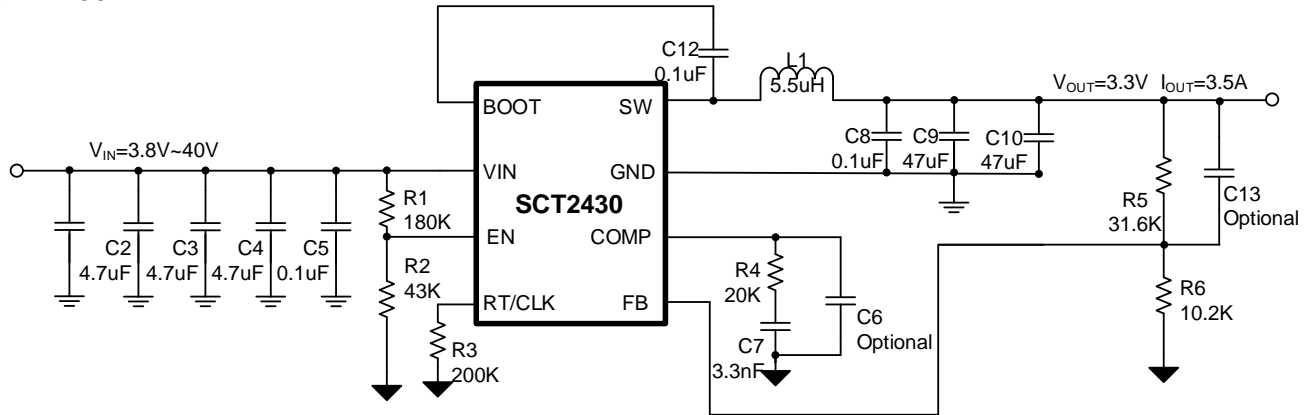 C12
0.1uF
L1
5.5uH
BOOT
SW
V_OUT=3.3V I_OUT=3.5A
C8
0.1uF
C9
47uF
C10
47uF
V_IN=3.8V~40V
VIN
GND
SCT2430
R1
180K
R5
31.6K
C13
Optional
C2
4.7uF
C3
4.7uF
C4
4.7uF
C5
0.1uF
EN
COMP
R2
43K
R4
20K
C6
Optional
RT/CLK
FB
R6
10.2K
R3
200K
C7
3.3nF